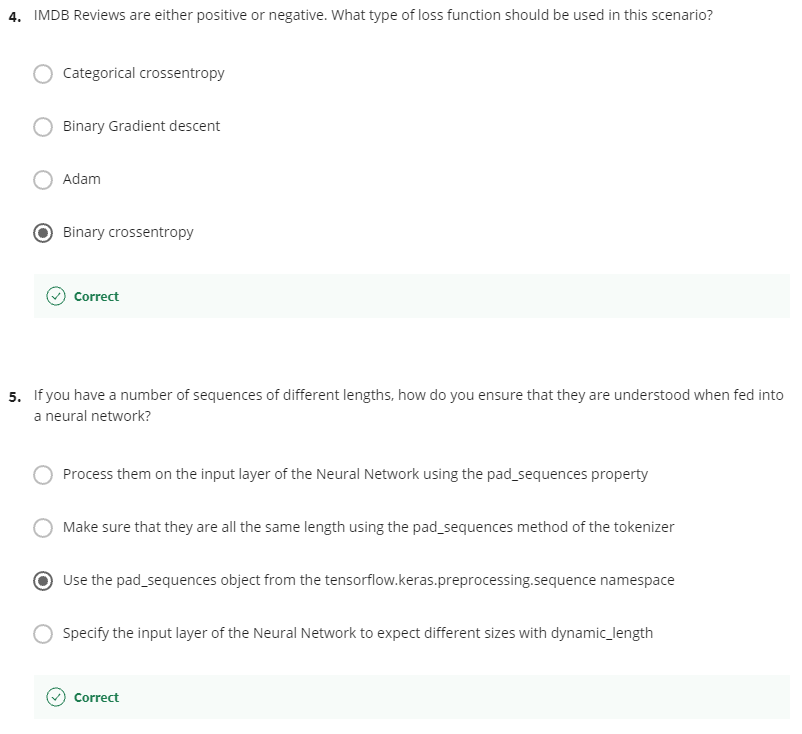 4. IMDB Reviews are either positive or negative. What type of loss function should be used in this scenario?
Categorical crossentropy
Binary Gradient descent
Adam
Binary crossentropy
Correct
5. If you have a number of sequences of different lengths, how do you ensure that they are understood when fed into
a neural network?
Process them on the input layer of the Neural Network using the pad_sequences property
Make sure that they are all the same length using the pad_sequences method of the tokenizer
Use the pad_sequences object from the tensorflow.keras.preprocessing.sequence namespace
Specify the input layer of the Neural Network to expect different sizes with dynamic_length
Correct